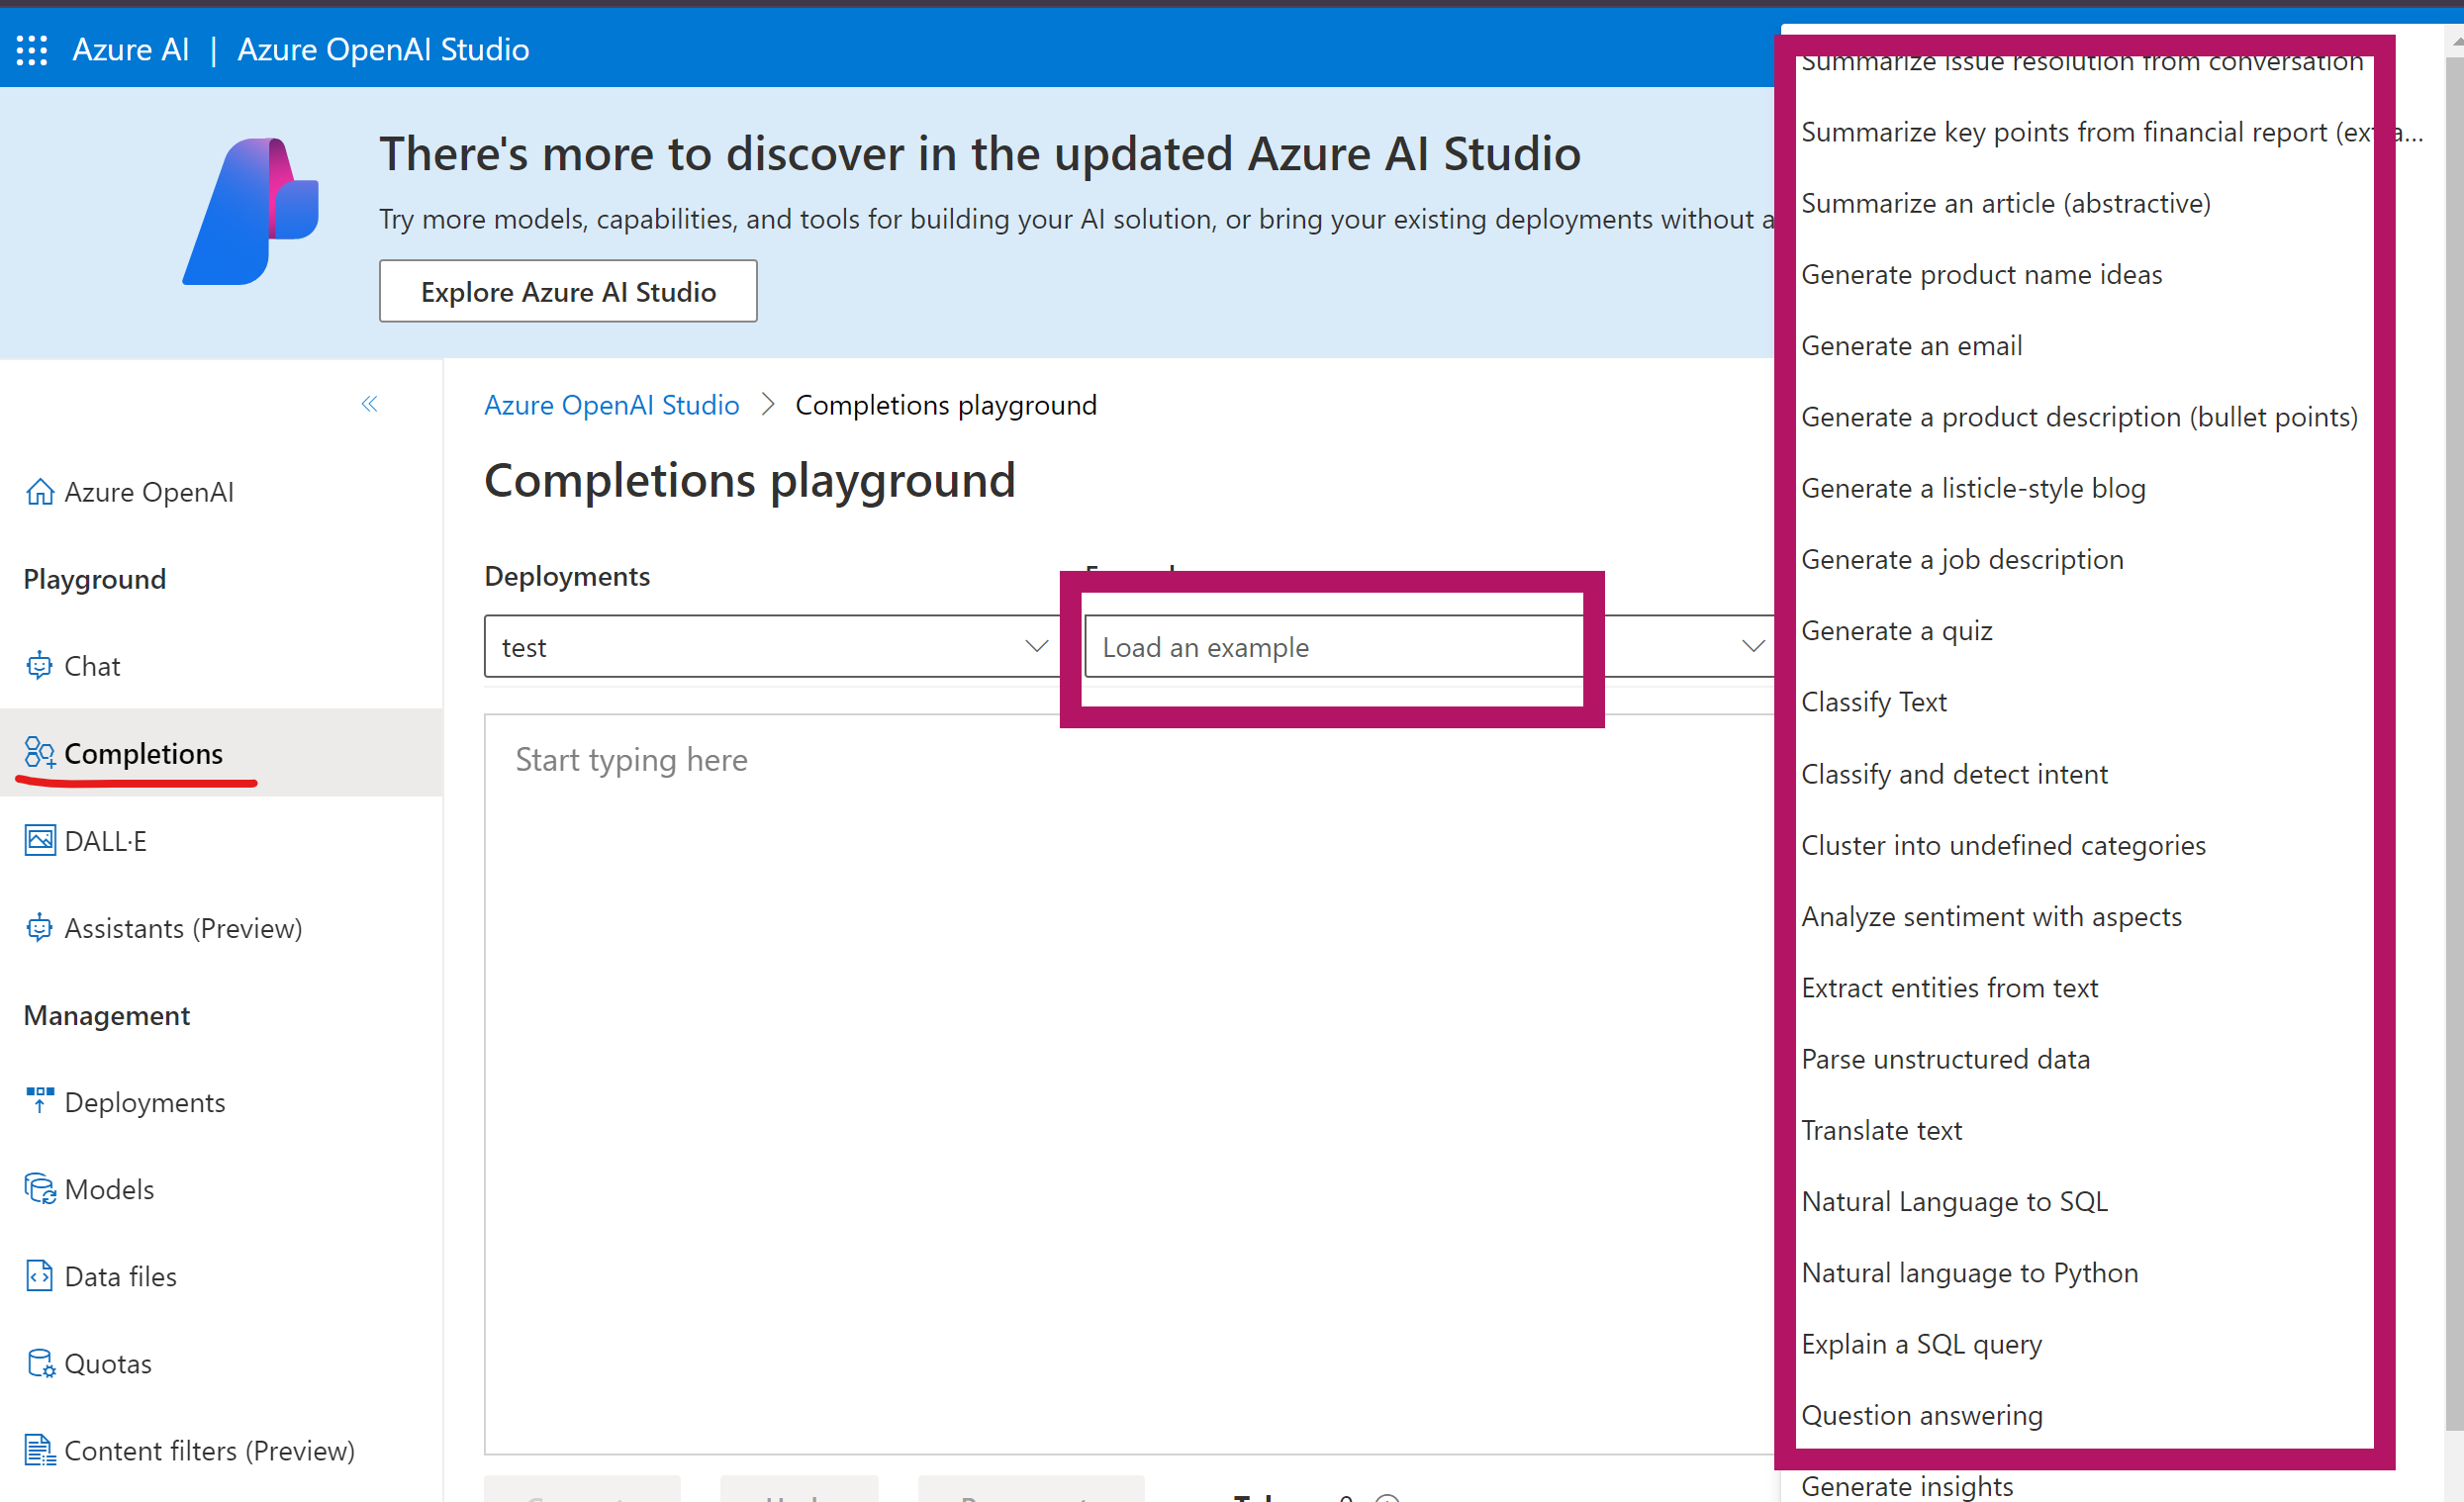 Azure AI | Azure OpenAI Studio
There's more to discover in the updated Azure AI Studio
Try more models, capabilities, and tools for building your AI solution, or bring your existing deployments without a
Explore Azure AI Studio
Azure OpenAI
Playground
Chat
Completions
DALL·E
Assistants (Preview)
Management
Deployments
Models
Data files
Quotas
Content filters (Preview)
Azure OpenAI Studio > Completions playground
Completions playground
Deployments
test
Load an example
Start typing here
Summarize issue resolution from conversation
Summarize key points from financial report (extra...
Summarize an article (abstractive)
Generate product name ideas
Generate an email
Generate a product description (bullet points)
Generate a listicle-style blog
Generate a job description
Generate a quiz
Classify Text
Classify and detect intent
Cluster into undefined categories
Analyze sentiment with aspects
Extract entities from text
Parse unstructured data
Translate text
Natural Language to SQL
Natural language to Python
Explain a SQL query
Question answering
Generate insights